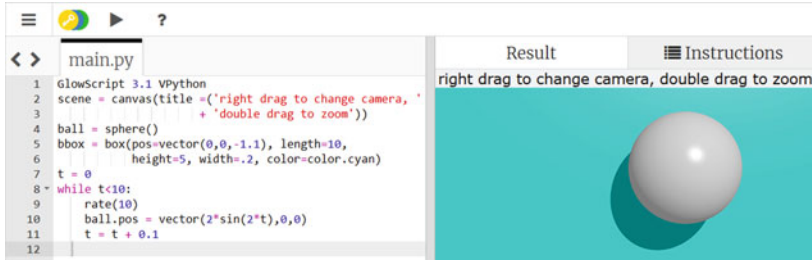 ?
main.py
Result
Instructions
right drag to change camera, double drag to zoom
1 GlowScript 3.1 VPython
2 scene = canvas(title =('right drag to change camera, '
3 + 'double drag to zoom'))
4 ball = sphere()
5 bbox = box(pos=vector(0,0,-1.1), length=10,
6 height=5, width=.2, color=color.cyan)
7 t = 0
8 while t<10:
9 rate(10)
10 ball.pos = vector(2*sin(2*t),0,0)
11 t = t + 0.1
12